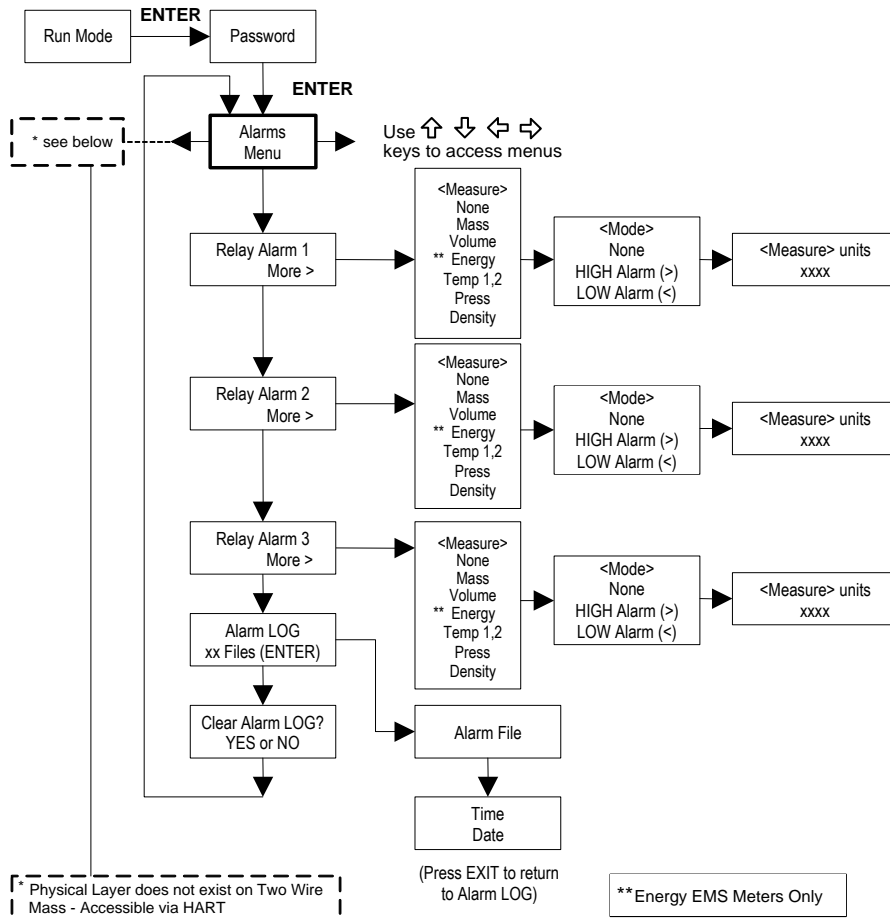 ENTER
Run Mode
Password
ENTER
* see below
Alarms
Menu
Use
keys to access menus
Relay Alarm 1
More >
<Measure>
None
Mass
Volume
** Energy
Temp 1,2
Press
Density
<Mode>
None
HIGH Alarm (>)
LOW Alarm (<)
<Measure> units
xxxx
Relay Alarm 2
More >
<Measure>
None
Mass
Volume
** Energy
Temp 1,2
Press
Density
<Mode>
None
HIGH Alarm (>)
LOW Alarm (<)
<Measure> units
xxxx
Relay Alarm 3
More >
<Measure>
None
Mass
Volume
** Energy
Temp 1,2
Press
Density
<Mode>
None
HIGH Alarm (>)
LOW Alarm (<)
<Measure> units
xxxx
Alarm LOG
xx Files (ENTER)
Clear Alarm LOG?
YES or NO
Alarm File
Time
Date
(Press EXIT to return
to Alarm LOG)
* Physical Layer does not exist on Two Wire
Mass - Accessible via HART
**Energy EMS Meters Only